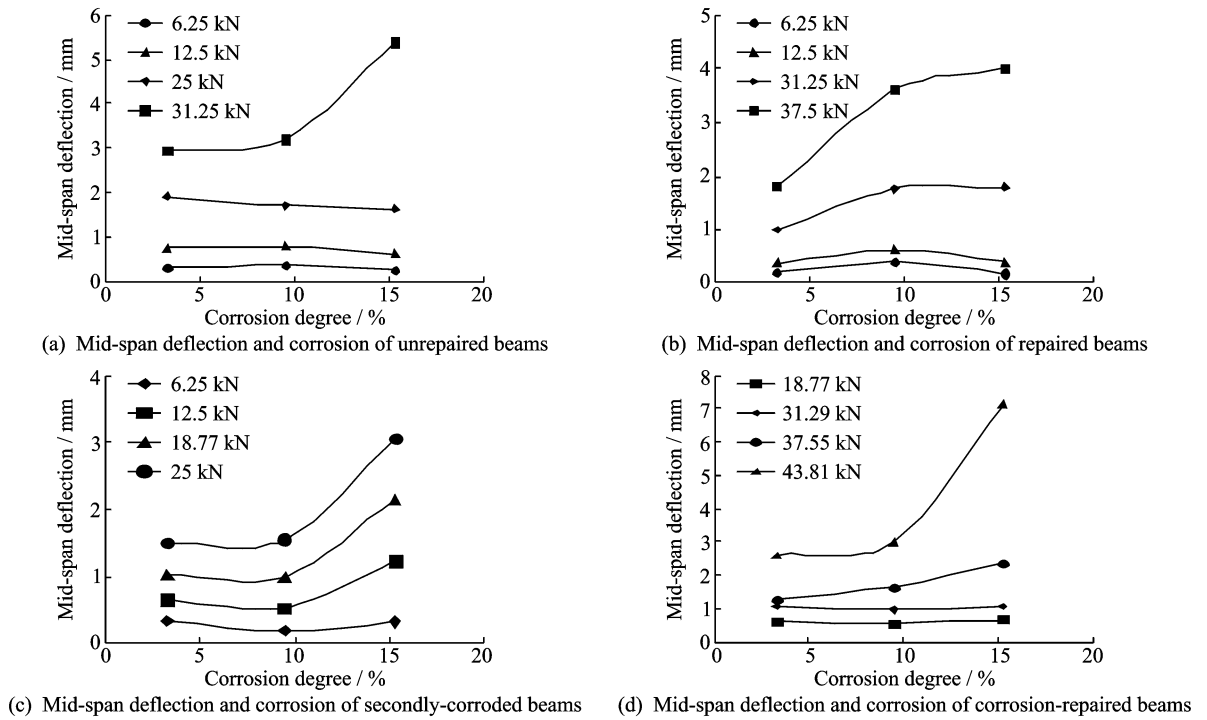 6
5
4
3
2
1
0
Mid-span deflection / mm
6.25 kN
12.5 kN
25 kN
31.25 kN
0 5 10 15 20
Corrosion degree / %
(a) Mid-span deflection and corrosion of unrepaired beams
5
4
3
2
1
0
Mid-span deflection / mm
6.25 kN
12.5 kN
31.25 kN
37.5 kN
0 5 10 15 20
Corrosion degree / %
(b) Mid-span deflection and corrosion of repaired beams
4
3
2
1
0
Mid-span deflection / mm
6.25 kN
12.5 kN
18.77 kN
25 kN
0 5 10 15 20
Corrosion degree / %
(c) Mid-span deflection and corrosion of secondly-corroded beams
8
7
6
5
4
3
2
1
0
Mid-span deflection / mm
18.77 kN
31.29 kN
37.55 kN
43.81 kN
0 5 10 15 20
Corrosion degree / %
(d) Mid-span deflection and corrosion of corrosion-repaired beams